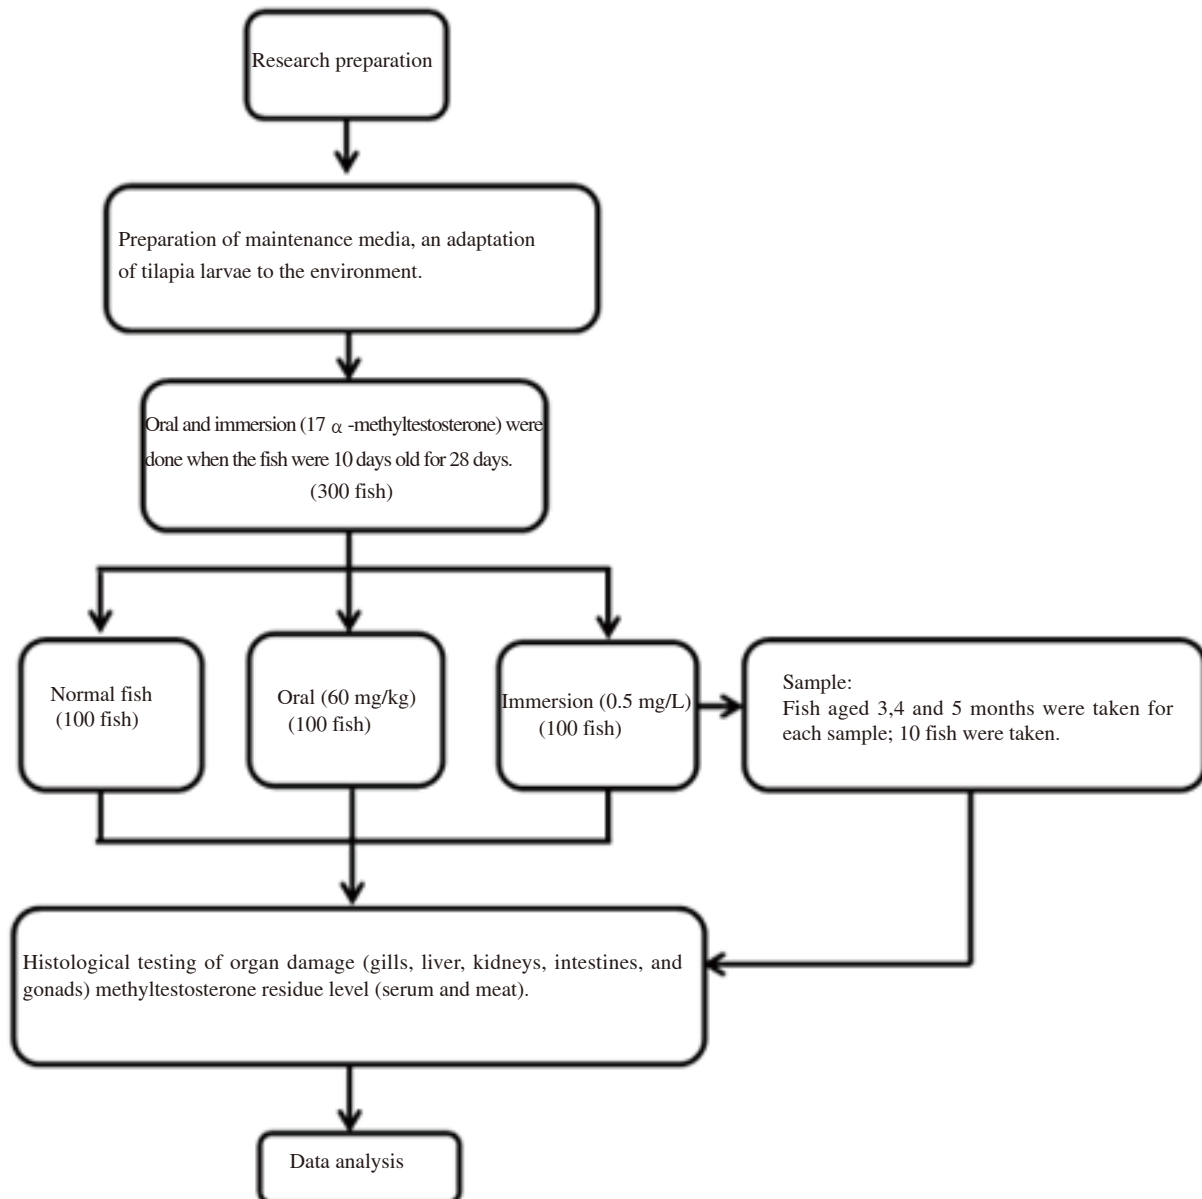 Research preparation
Preparation of maintenance media, an adaptation
of tilapia larvae to the environment.
Oral and immersion (17 α -methyltestosterone) were
done when the fish were 10 days old for 28 days.
(300 fish)
Normal fish
(100 fish)
Oral (60 mg/kg)
(100 fish)
Immersion (0.5 mg/L)
(100 fish)
Sample:
Fish aged 3,4 and 5 months were taken for
each sample; 10 fish were taken.
Histological testing of organ damage (gills, liver, kidneys, intestines, and
gonads) methyltestosterone residue level (serum and meat).
Data analysis